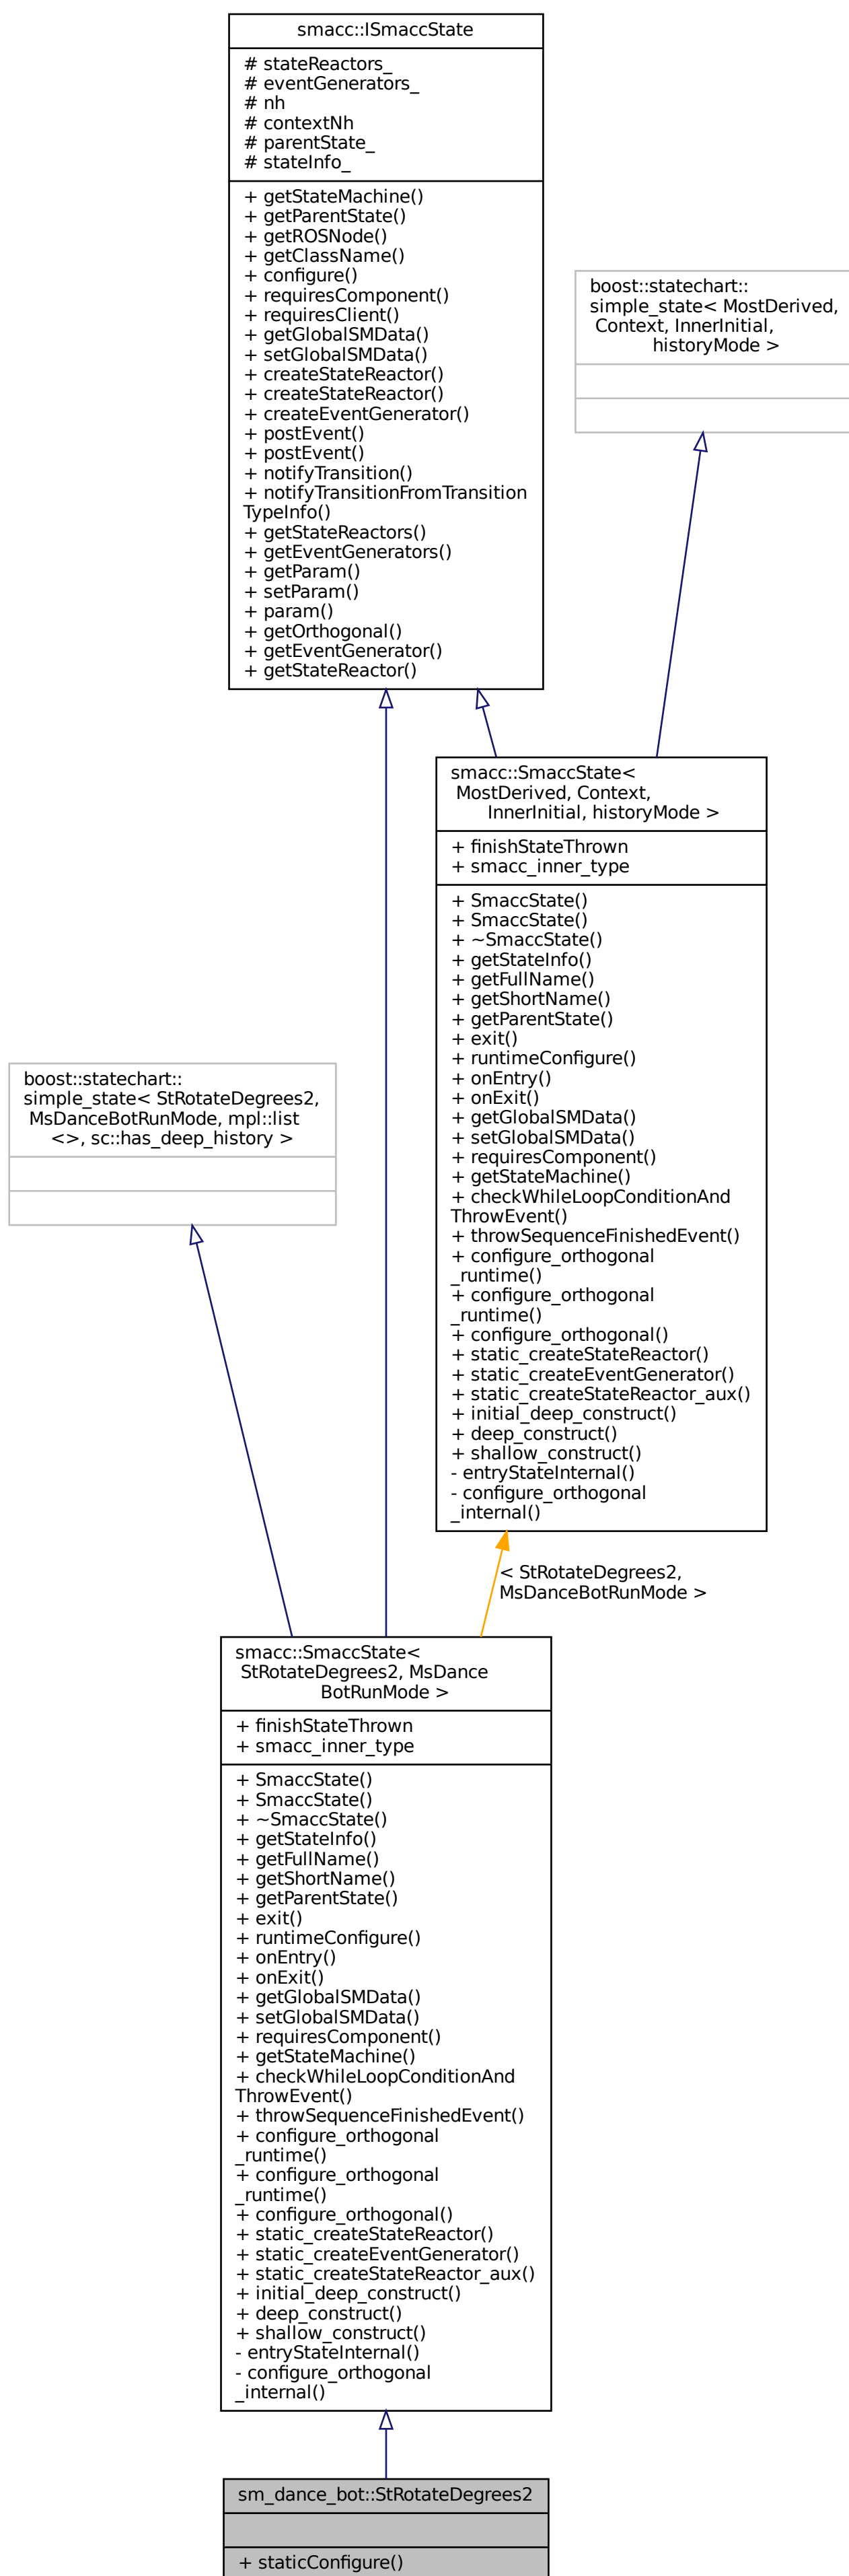 smacc::ISmaccState
# stateReactors_
# eventGenerators_
# nh
# contextNh
# parentState_
# stateInfo_
+ getStateMachine()
+ getParentState()
+ getROSNode()
+ getClassName()
+ configure()
+ requiresComponent()
+ requiresClient()
+ getGlobalSMData()
+ setGlobalSMData()
+ createStateReactor()
+ createStateReactor()
+ createEventGenerator()
+ postEvent()
+ postEvent()
+ notifyTransition()
+ notifyTransitionFromTransition
TypeInfo()
+ getStateReactors()
+ getEventGenerators()
+ getParam()
+ setParam()
+ param()
+ getOrthogonal()
+ getEventGenerator()
+ getStateReactor()
boost::statechart::
simple_state< MostDerived,
Context, InnerInitial,
historyMode >
smacc::SmaccState<
MostDerived, Context,
InnerInitial, historyMode >
+ finishStateThrown
+ smacc_inner_type
+ SmaccState()
+ SmaccState()
+ ~SmaccState()
+ getStateInfo()
+ getFullName()
+ getShortName()
+ getParentState()
+ exit()
+ runtimeConfigure()
+ onEntry()
+ onExit()
+ getGlobalSMData()
+ setGlobalSMData()
+ requiresComponent()
+ getStateMachine()
+ checkWhileLoopConditionAnd
ThrowEvent()
+ throwSequenceFinishedEvent()
+ configure_orthogonal
_runtime()
+ configure_orthogonal
_runtime()
+ configure_orthogonal()
+ static_createStateReactor()
+ static_createEventGenerator()
+ static_createStateReactor_aux()
+ initial_deep_construct()
+ deep_construct()
+ shallow_construct()
- entryStateInternal()
- configure_orthogonal
_internal()
boost::statechart::
simple_state< StRotateDegrees2,
MsDanceBotRunMode, mpl::list
<>, sc::has_deep_history >
< StRotateDegrees2,
MsDanceBotRunMode >
smacc::SmaccState<
StRotateDegrees2, MsDance
BotRunMode >
+ finishStateThrown
+ smacc_inner_type
+ SmaccState()
+ SmaccState()
+ ~SmaccState()
+ getStateInfo()
+ getFullName()
+ getShortName()
+ getParentState()
+ exit()
+ runtimeConfigure()
+ onEntry()
+ onExit()
+ getGlobalSMData()
+ setGlobalSMData()
+ requiresComponent()
+ getStateMachine()
+ checkWhileLoopConditionAnd
ThrowEvent()
+ throwSequenceFinishedEvent()
+ configure_orthogonal
_runtime()
+ configure_orthogonal
_runtime()
+ configure_orthogonal()
+ static_createStateReactor()
+ static_createEventGenerator()
+ static_createStateReactor_aux()
+ initial_deep_construct()
+ deep_construct()
+ shallow_construct()
- entryStateInternal()
- configure_orthogonal
_internal()
sm_dance_bot::StRotateDegrees2
+ staticConfigure()